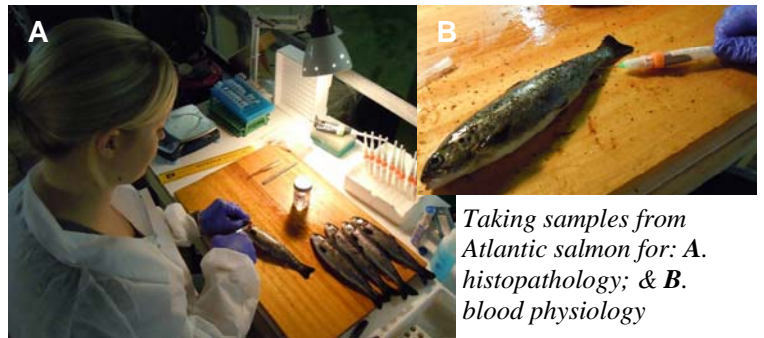 A
B
Taking samples from
Atlantic salmon for: A.
histopathology; & B.
blood physiology